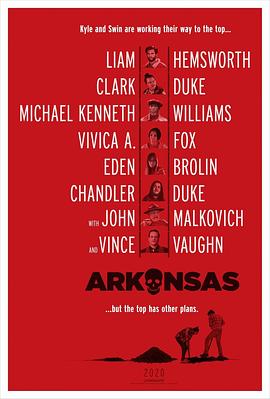 Kyle and Swin are working their way to the top...
LIAM HEMSWORTH
CLARK DUKE
MICHAEL KENNETH WILLIAMS
VIVICA A. FOX
EDEN BROLIN
CHANDLER DUKE
WITH JOHN MALKOVICH
AND VINCE VAUGHN
ARKANSAS
...but the top has other plans.
2020